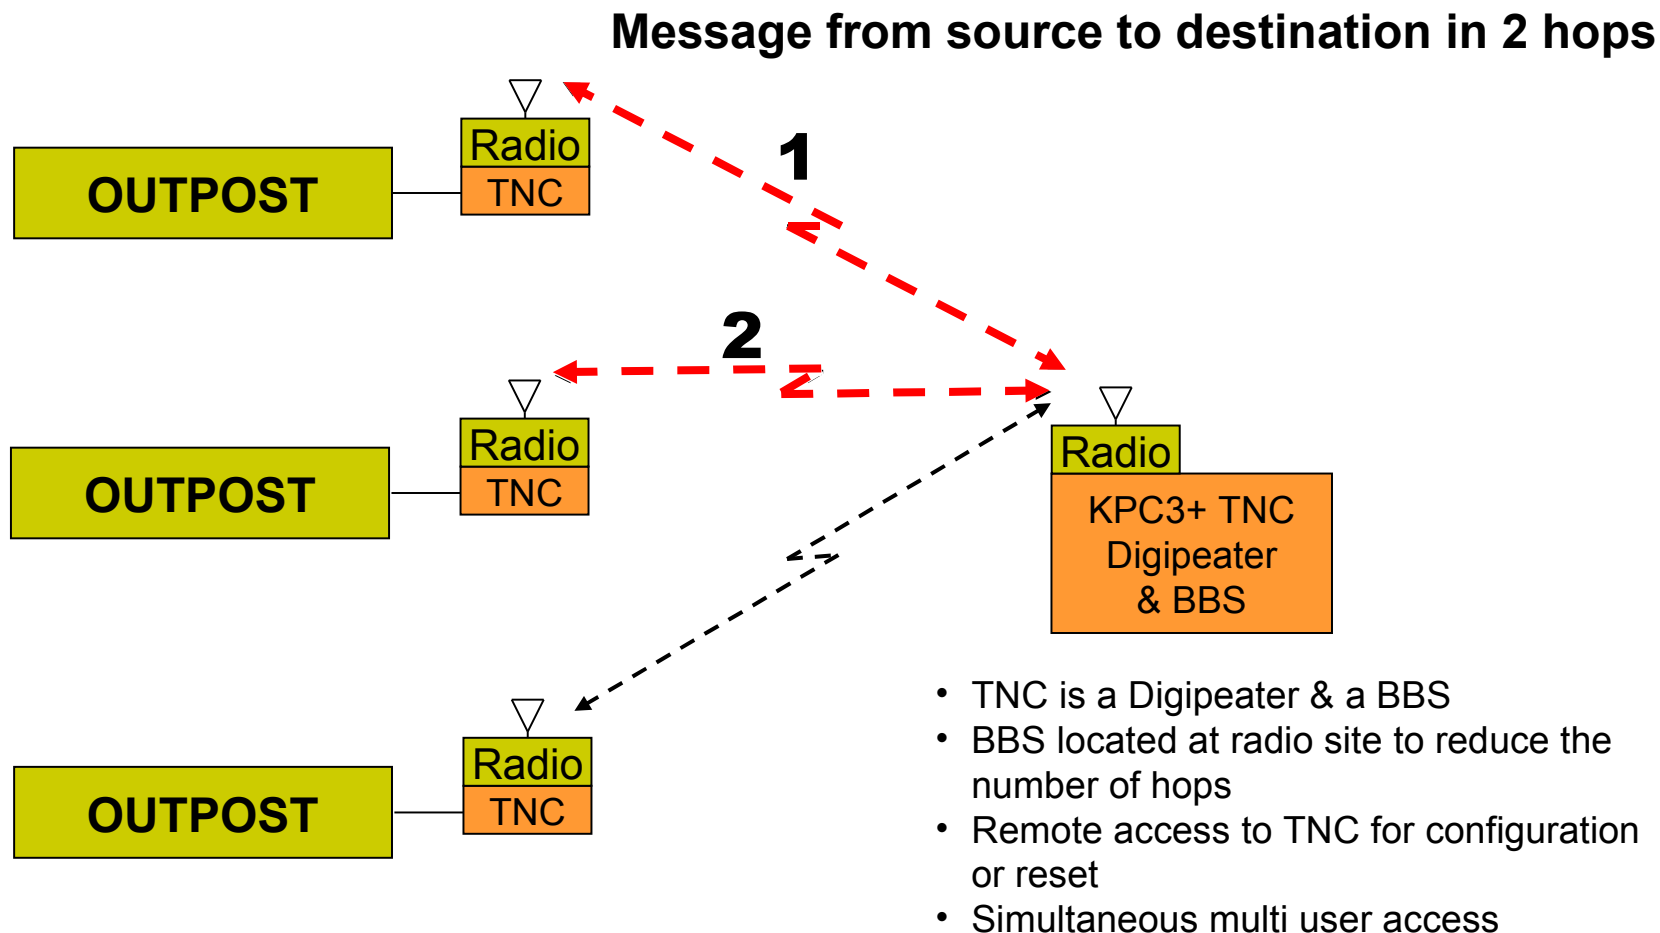 Message from source to destination in 2 hops
Radio
1
OUTPOST
TNC
2
Radio
OUTPOST
TNC
Radio
KPC3+ TNC
Digipeater
& BBS
Radio
OUTPOST
TNC
• TNC is a Digipeater & a BBS
• BBS located at radio site to reduce the
number of hops
• Remote access to TNC for configuration
or reset
• Simultaneous multi user access